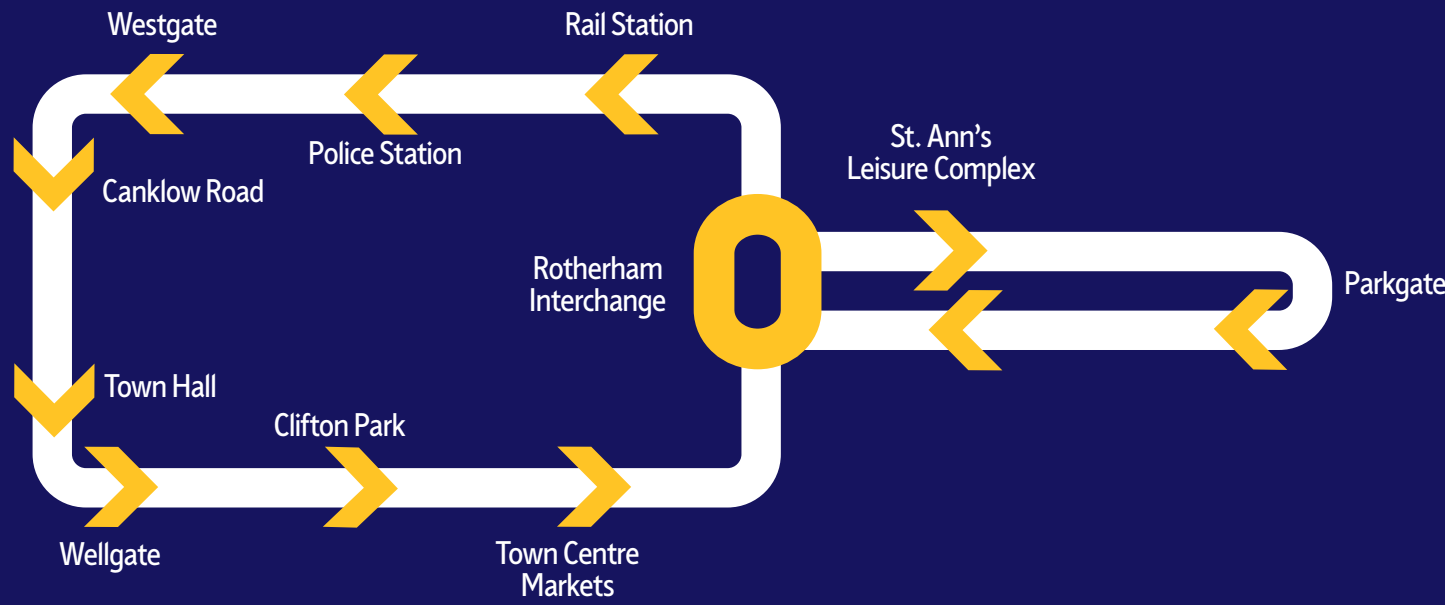 Westgate
Rail Station
Police Station
St. Ann's
Leisure Complex
Canklow Road
Rotherham
Interchange
Parkgate
Town Hall
Clifton Park
Wellgate
Town Centre
Markets